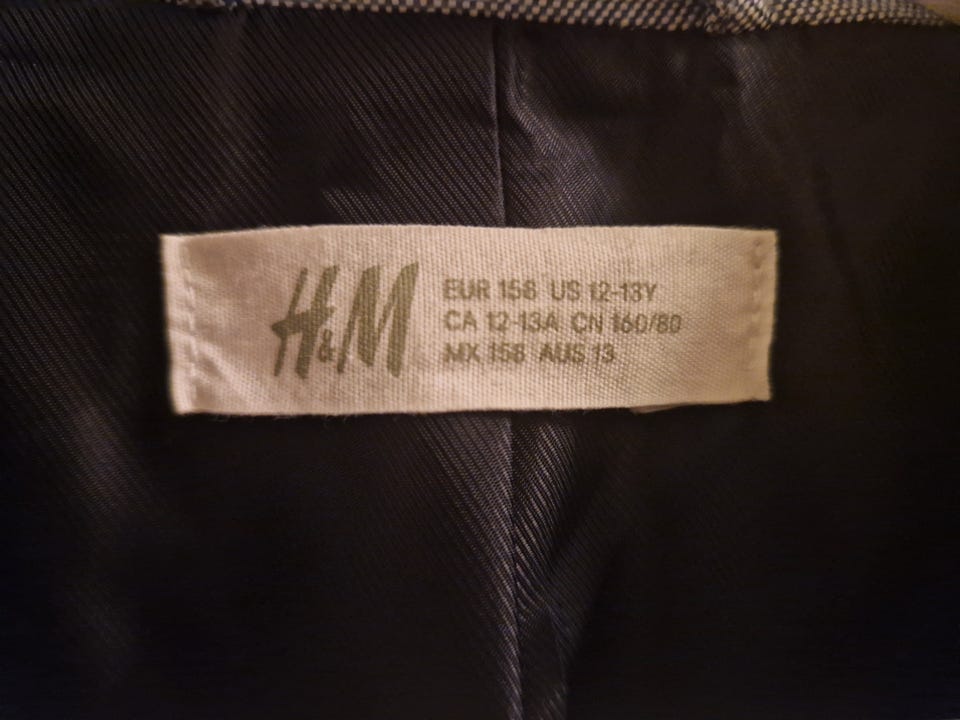 H&M
EUR 158 US 12-13Y
CA 12-13A CN 160/80
MX 158 AUS 13